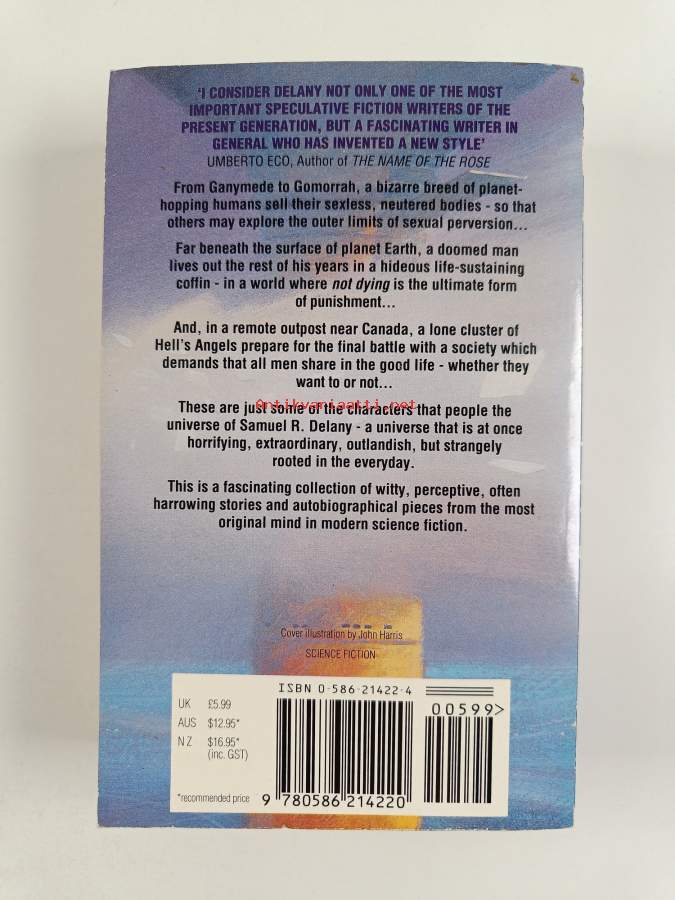 'I CONSIDER DELANY NOT ONLY ONE OF THE MOST
IMPORTANT SPECULATIVE FICTION WRITERS OF THE
PRESENT GENERATION, BUT A FASCINATING WRITER IN
GENERAL WHO HAS INVENTED A NEW STYLE'
UMBERTO ECO, Author of THE NAME OF THE ROSE
From Ganymede to Gomorrah, a bizarre breed of planet-
hopping humans sell their sexless, neutered bodies - so that
others may explore the outer limits of sexual perversion...
Far beneath the surface of planet Earth, a doomed man
lives out the rest of his years in a hideous life-sustaining
coffin - in a world where not dying is the ultimate form
of punishment...
And, in a remote outpost near Canada, a lone cluster of
Hell's Angels prepare for the final battle with a society which
demands that all men share in the good life - whether they
want to or not...
Antikvariaatti.net
These are just some of the characters that people the
universe of Samuel R. Delany - a universe that is at once
horrifying, extraordinary, outlandish, but strangely
rooted in the everyday.
This is a fascinating collection of witty, perceptive, often
harrowing stories and autobiographical pieces from the most
original mind in modern science fiction.
Cover illustration by John Harris
SCIENCE FICTION
ISBN 0-586-21422-4
00599>
UK £5.99
AUS $12.95*
NZ $16.95*
(inc. GST)
*recommended price
9 780586 214220